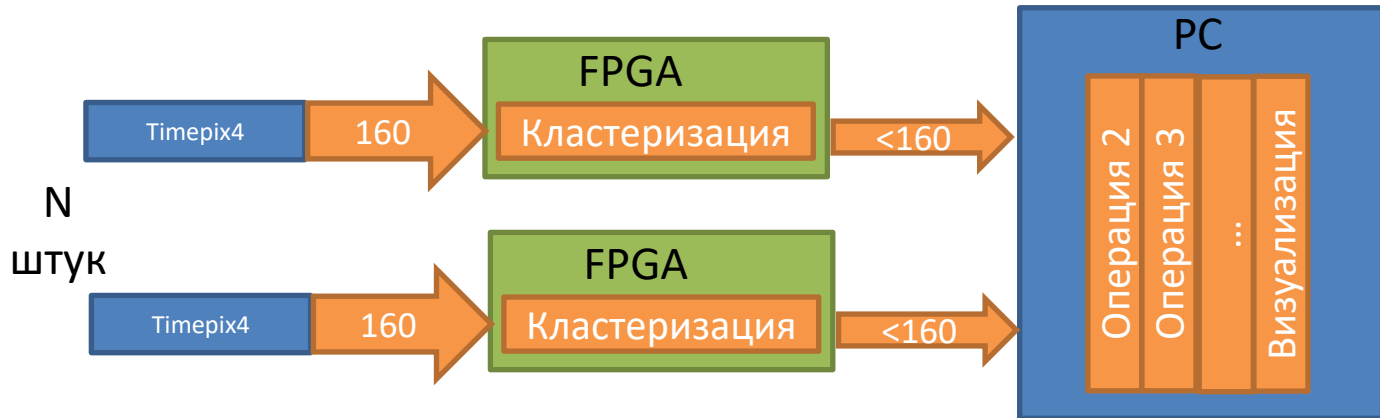 PC
FPGA
Timepix4
160
Кластеризация
<160
N
штук
FPGA
Timepix4
160
Кластеризация
<160
Операция 2
Операция 3
...
Визуализация